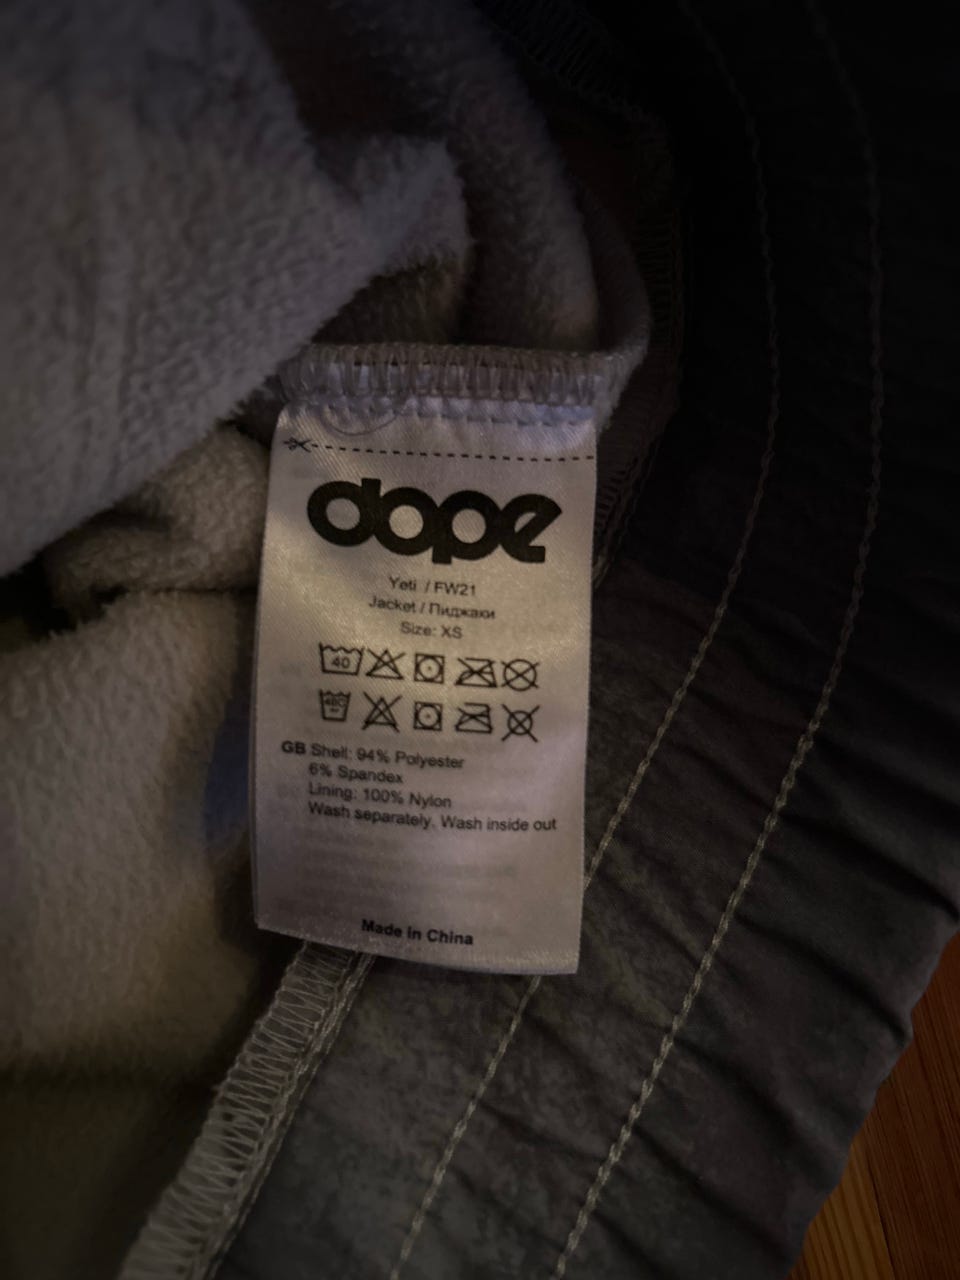 dope
Yeti / FW21
Jacket / Пиджаки
Size: XS
40
GB Shell: 94% Polyester
6% Spandex
Lining: 100% Nylon
Wash separately. Wash inside out
Made in China